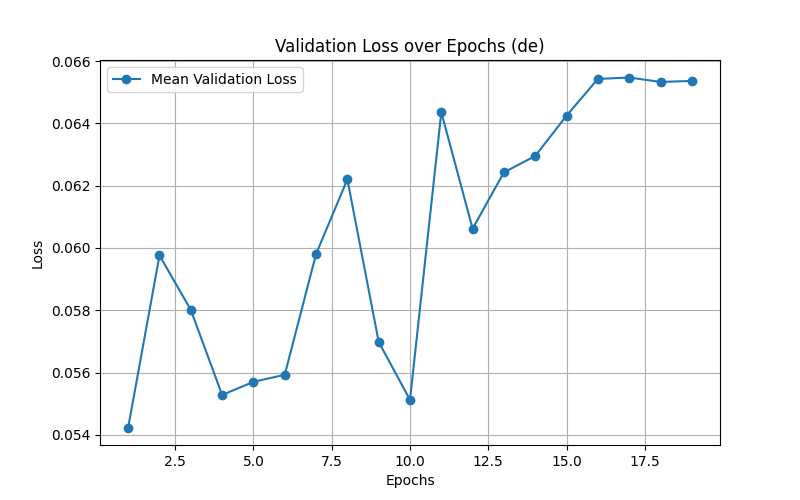 Validation Loss over Epochs (de)
Mean Validation Loss
0.066
0.064
0.062
0.060
0.058
0.056
0.054
Loss
2.5 5.0 7.5 10.0 12.5 15.0 17.5
Epochs